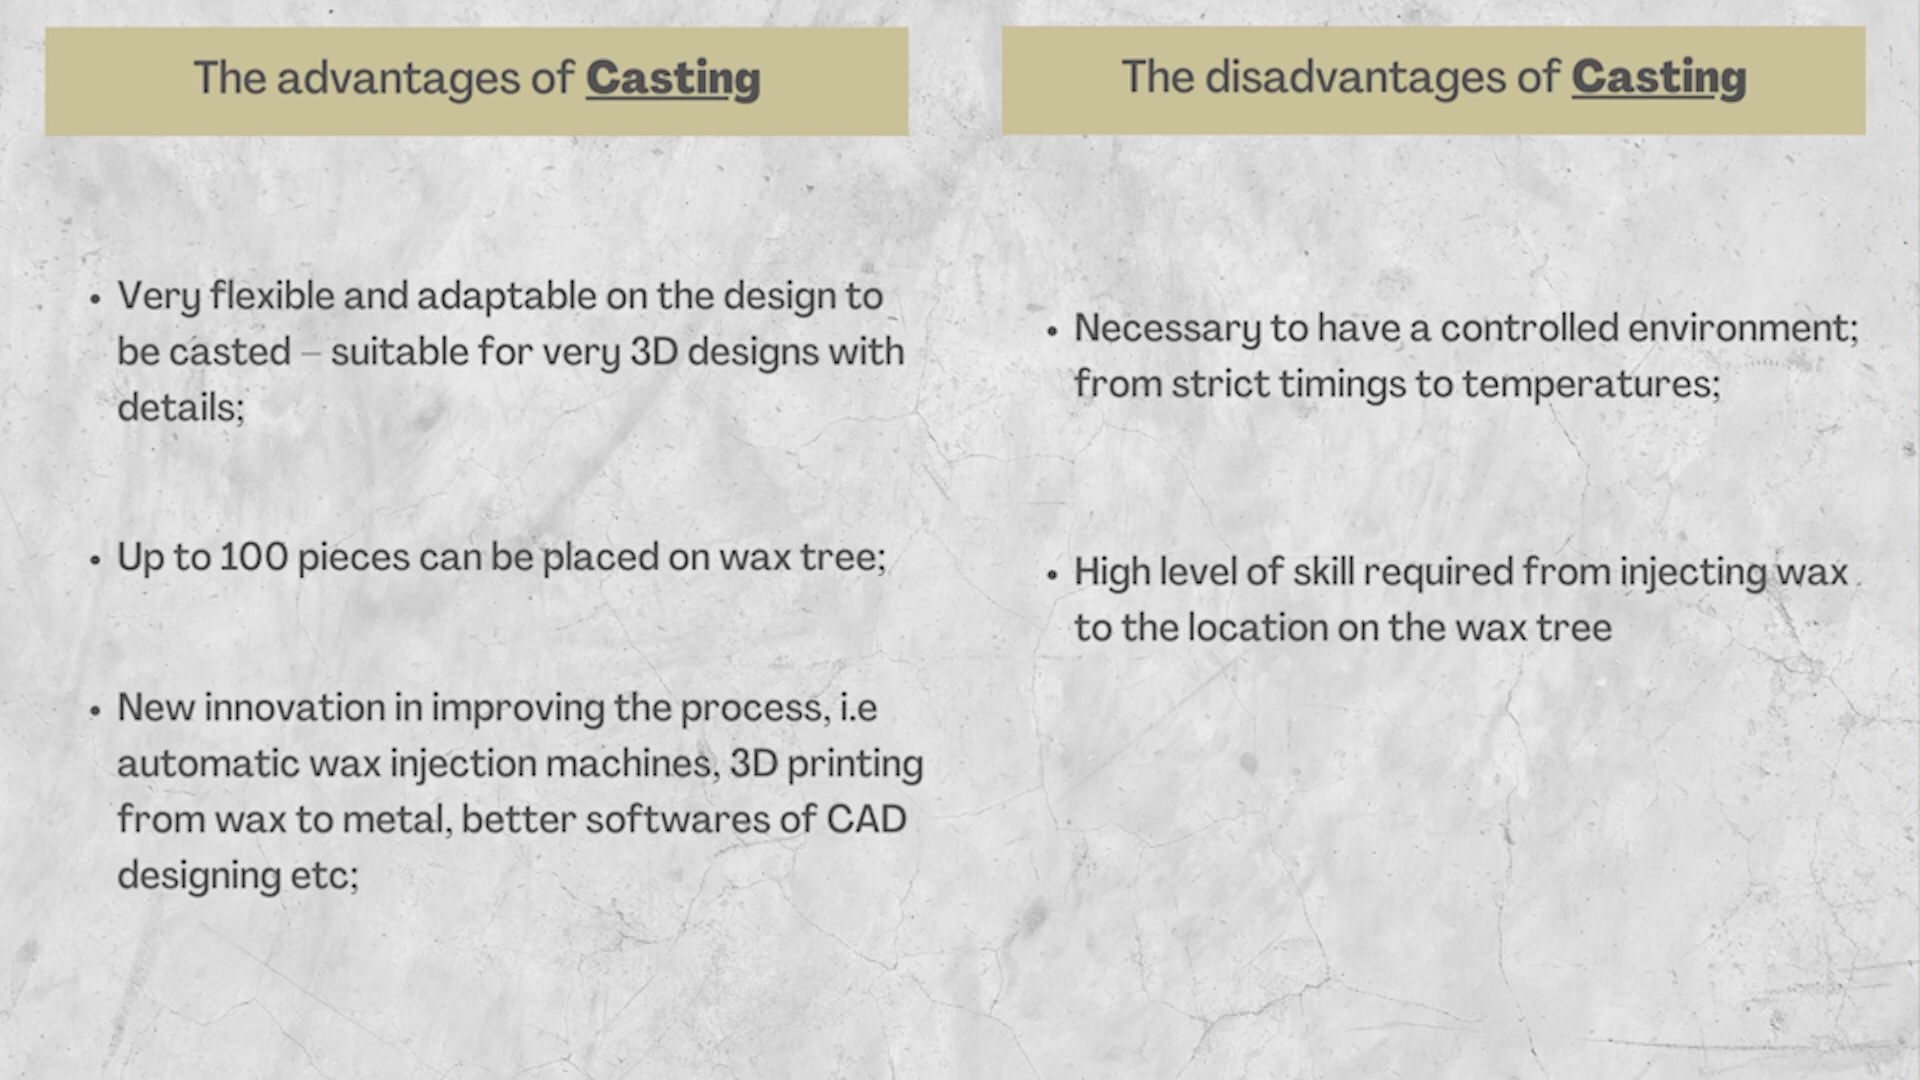 The advantages of Casting
• Very flexible and adaptable on the design to
be casted – suitable for very 3D designs with
details;
• Up to 100 pieces can be placed on wax tree;
• New innovation in improving the process, i.e
automatic wax injection machines, 3D printing
from wax to metal, better softwares of CAD
designing etc;
The disadvantages of Casting
• Necessary to have a controlled environment;
from strict timings to temperatures;
• High level of skill required from injecting wax
to the location on the wax tree